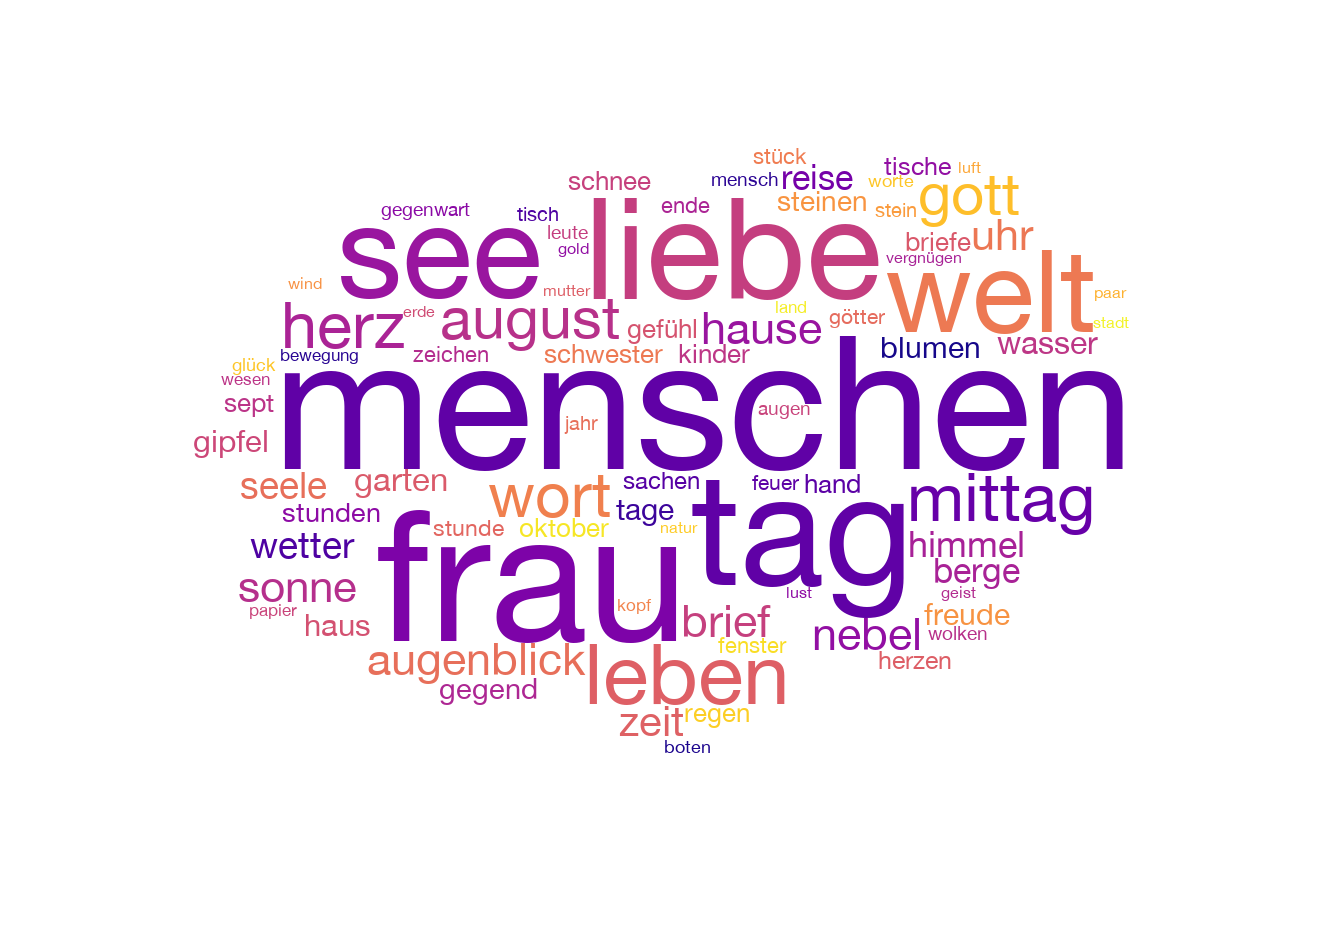 stück
tische
luft
schnee
mensch
reise
worte
gott
gegenwart
tisch
ende
steinen
stein
see
liebe
leute
gold
briefe
uhr
vergnügen
welt
wind
mutter
paar
herz
erde
august
gefühl
hause
land
götter
stadt
glück
bewegung
zeichen
schwester
kinder
blumen
wasser
wesen
sept
menschen
augen
jahr
gipfel
seele
garten
wort
sachen
feuer
hand
mittag
stunden
stunde
oktober
tage
natur
tag
wetter
frau
himmel
berge
sonne
papier
kopf
lust
geist
haus
brief
nebel
freude
wolken
augenblick
leben
fenster
herzen
gegend
zeit
regen
boten